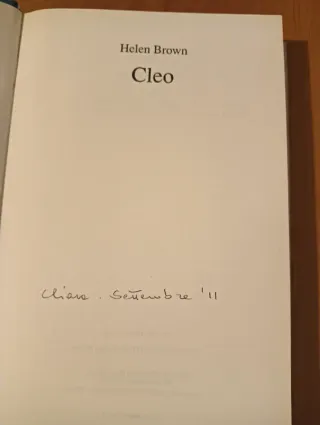 Helen Brown
Cleo
Chiara. Settembre '11